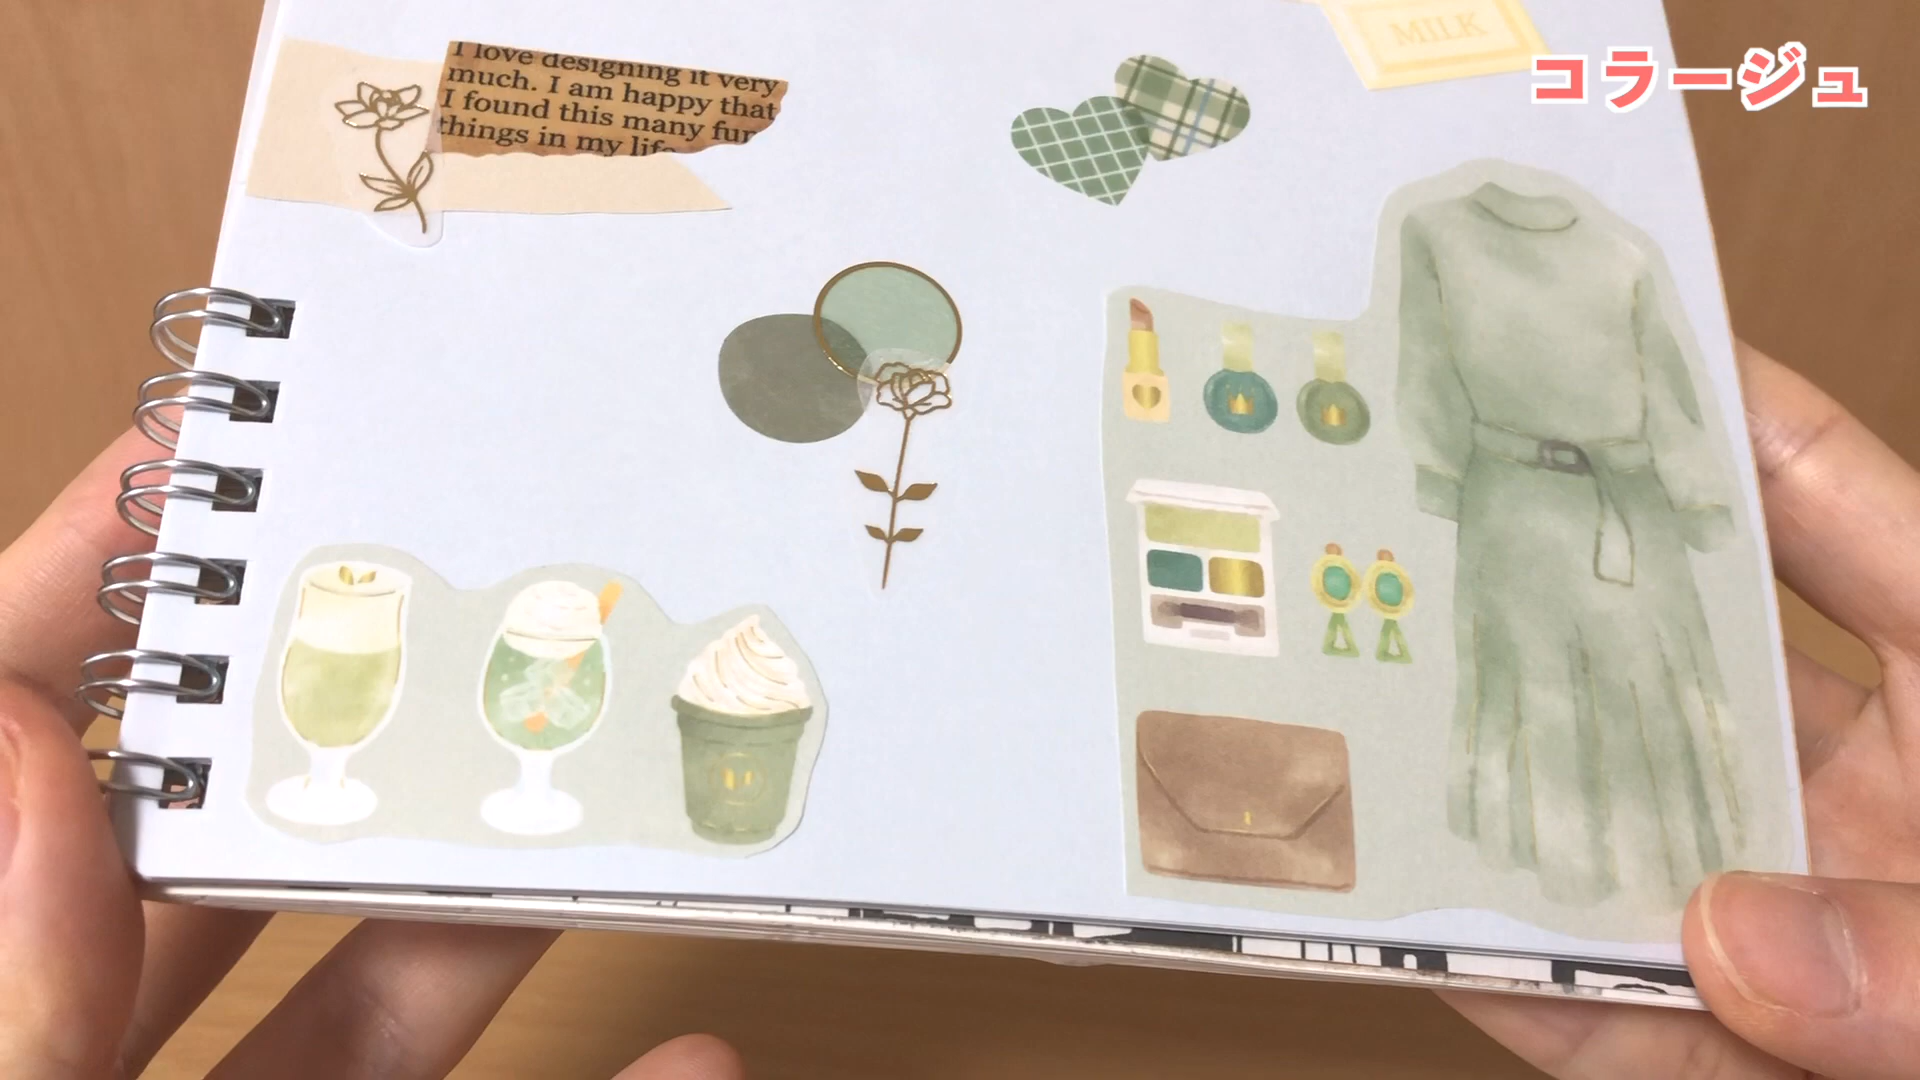 コラージュ
MILK
I love designing it very
much. I am happy that
I found this many fun
things in my life